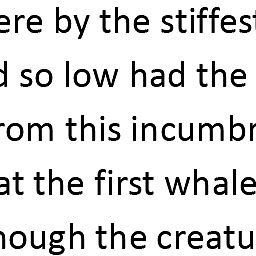 ere by the stiffest
d so low had the
rom this incumbr
at the first whale
hough the creatu